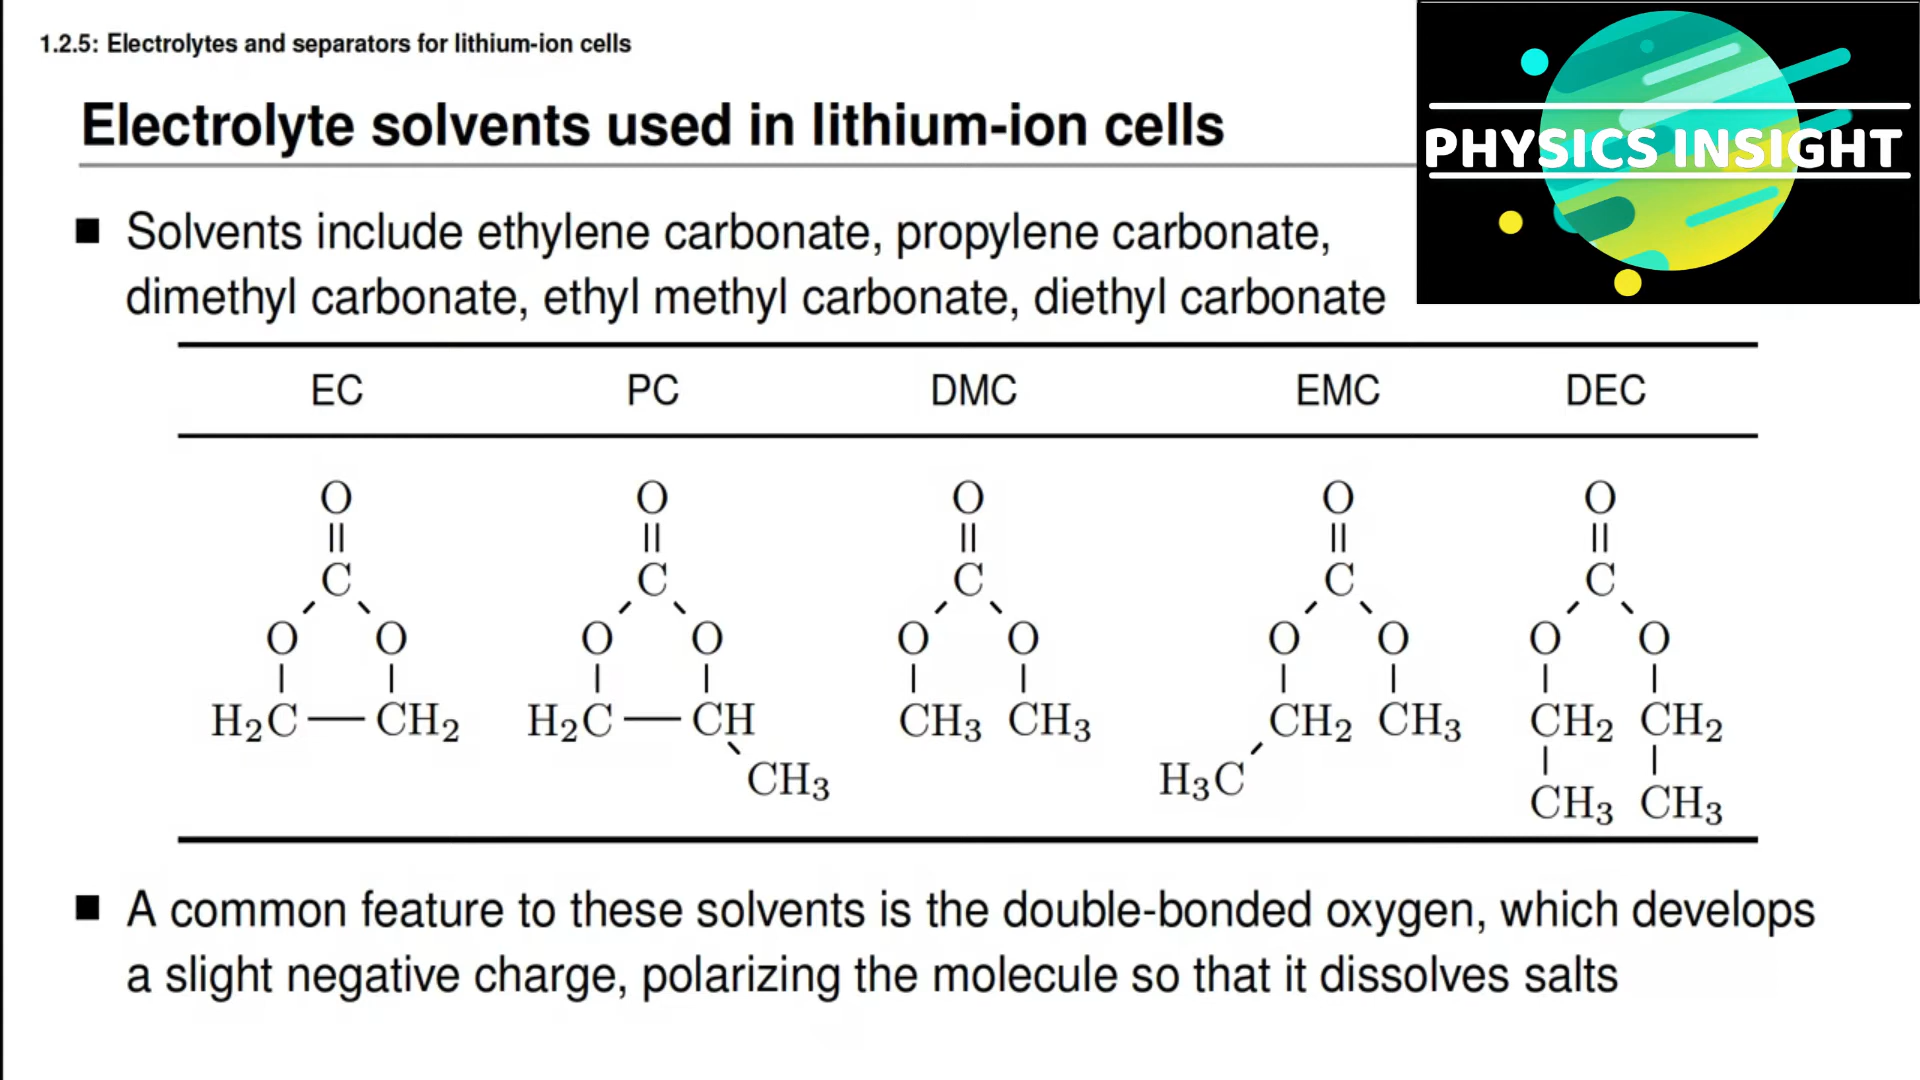 1.2.5: Electrolytes and separators for lithium-ion cells
PHYSICS INSIGHT
Electrolyte solvents used in lithium-ion cells
■ Solvents include ethylene carbonate, propylene carbonate,
dimethyl carbonate, ethyl methyl carbonate, diethyl carbonate
EC PC DMC EMC DEC
O O O O O
|| || || || ||
C C C C C
O O O O O O O O O O
H₂C — CH₂ H₂C — CH CH₃ CH₃ CH₂ CH₃ CH₂ CH₂
CH₃ H₃C
CH₃ CH₃
■ A common feature to these solvents is the double-bonded oxygen, which develops
a slight negative charge, polarizing the molecule so that it dissolves salts